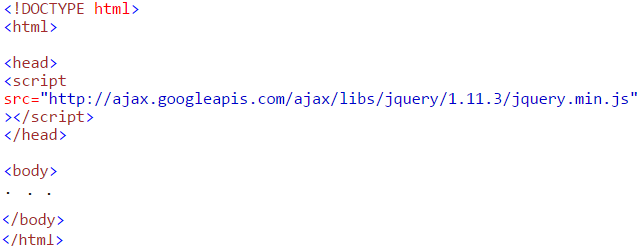 <!DOCTYPE html>
<html>
<head>
<script
src="http://ajax.googleapis.com/ajax/libs/jquery/1.11.3/jquery.min.js"
></script>
</head>
<body>
. . .
</body>
</html>